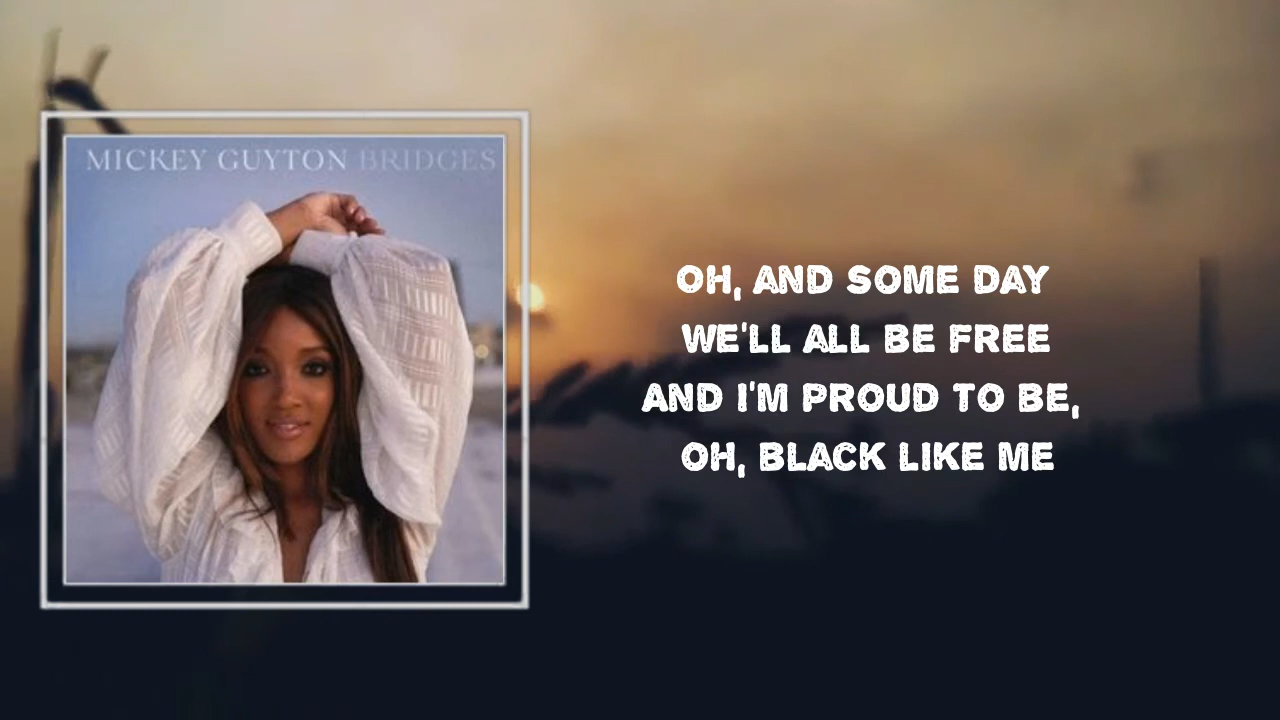 MICKEY GUYTON BRIDGES
OH, AND SOME DAY
WE'LL ALL BE FREE
AND I'M PROUD TO BE,
OH, BLACK LIKE ME